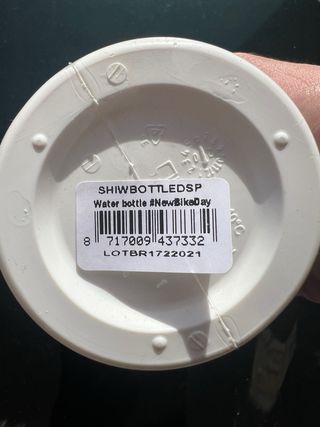 SHIWBOTTLEDSP
Water bottle #NewBikeDay
8 717009 437332
LOTBR1722021